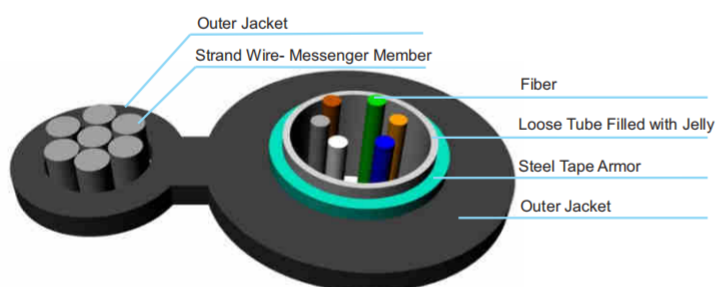 Outer Jacket
Strand Wire- Messenger Member
Fiber
Loose Tube Filled with Jelly
Steel Tape Armor
Outer Jacket